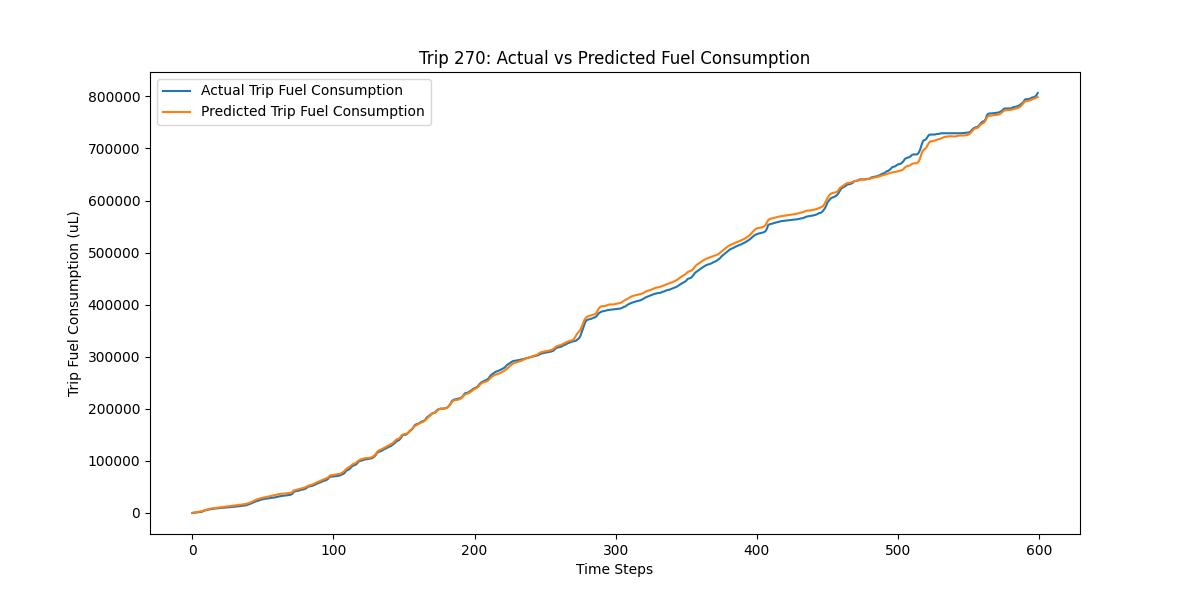 Trip 270: Actual vs Predicted Fuel Consumption
Actual Trip Fuel Consumption
Predicted Trip Fuel Consumption
Trip Fuel Consumption (uL)
800000
700000
600000
500000
400000
300000
200000
100000
0
0 100 200 300 400 500 600
Time Steps